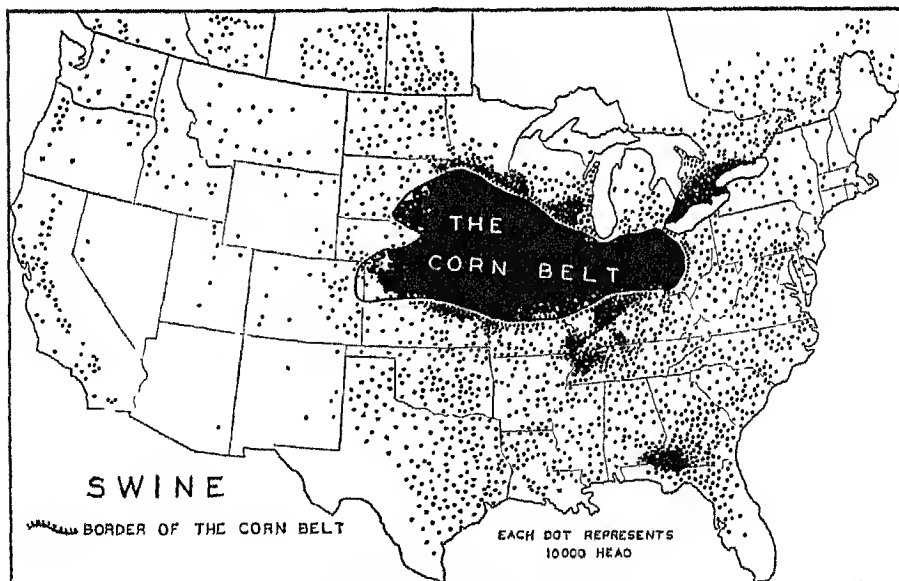 THE
CORN BELT
SWINE
BORDER OF THE CORN BELT
EACH DOT REPRESENTS
10000 HEAD